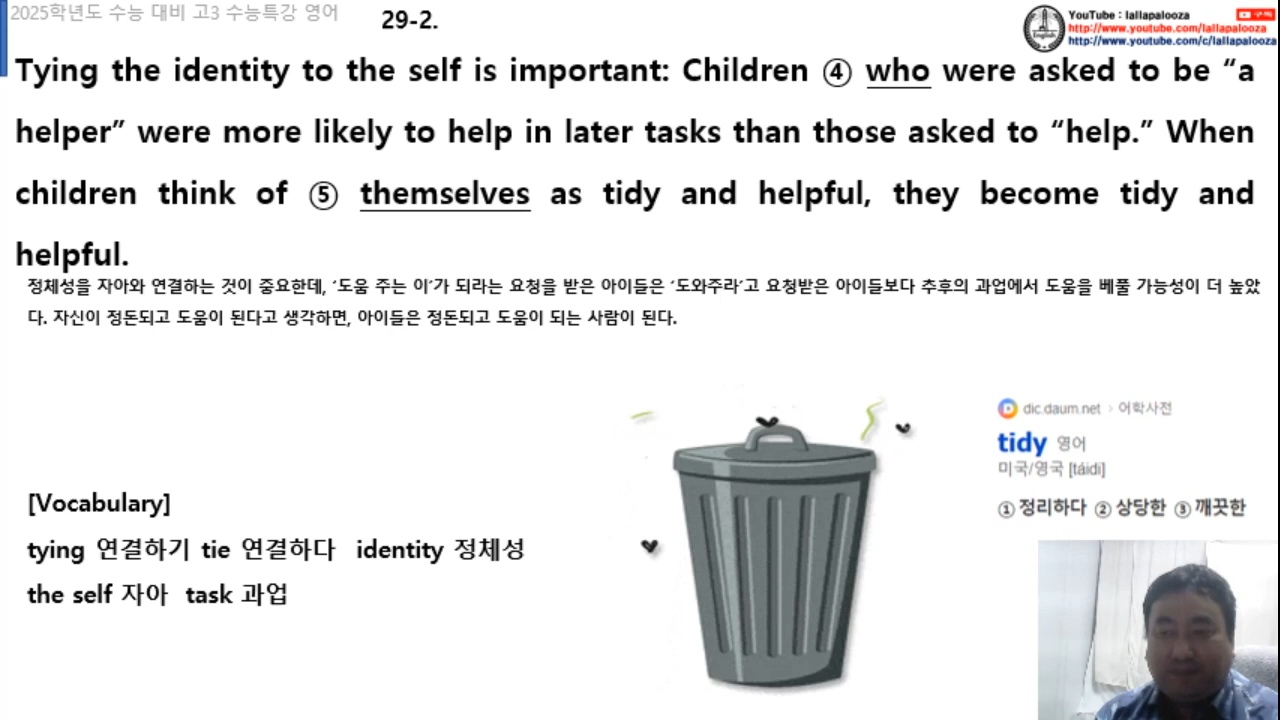 2025학년도 수능 대비 고3 수능특강 영어
29-2.
YouTube : lallapalooza
구독
http://www.youtube.com/lallapalooza
http://www.youtube.com/c/lallapalooza
English
Tying the identity to the self is important: Children ④ who were asked to be “a
helper” were more likely to help in later tasks than those asked to “help.” When
children think of ⑤ themselves as tidy and helpful, they become tidy and
helpful.
정체성을 자아와 연결하는 것이 중요한데, ‘도움 주는 이’가 되라는 요청을 받은 아이들은 ‘도와주라’고 요청받은 아이들보다 추후의 과업에서 도움을 베풀 가능성이 더 높았
다. 자신이 정돈되고 도움이 된다고 생각하면, 아이들은 정돈되고 도움이 되는 사람이 된다.
dic.daum.net › 어학사전
tidy 영어
미국/영국 [táidi]
① 정리하다 ② 상당한 ③ 깨끗한
[Vocabulary]
tying 연결하기 tie 연결하다 identity 정체성
the self 자아 task 과업